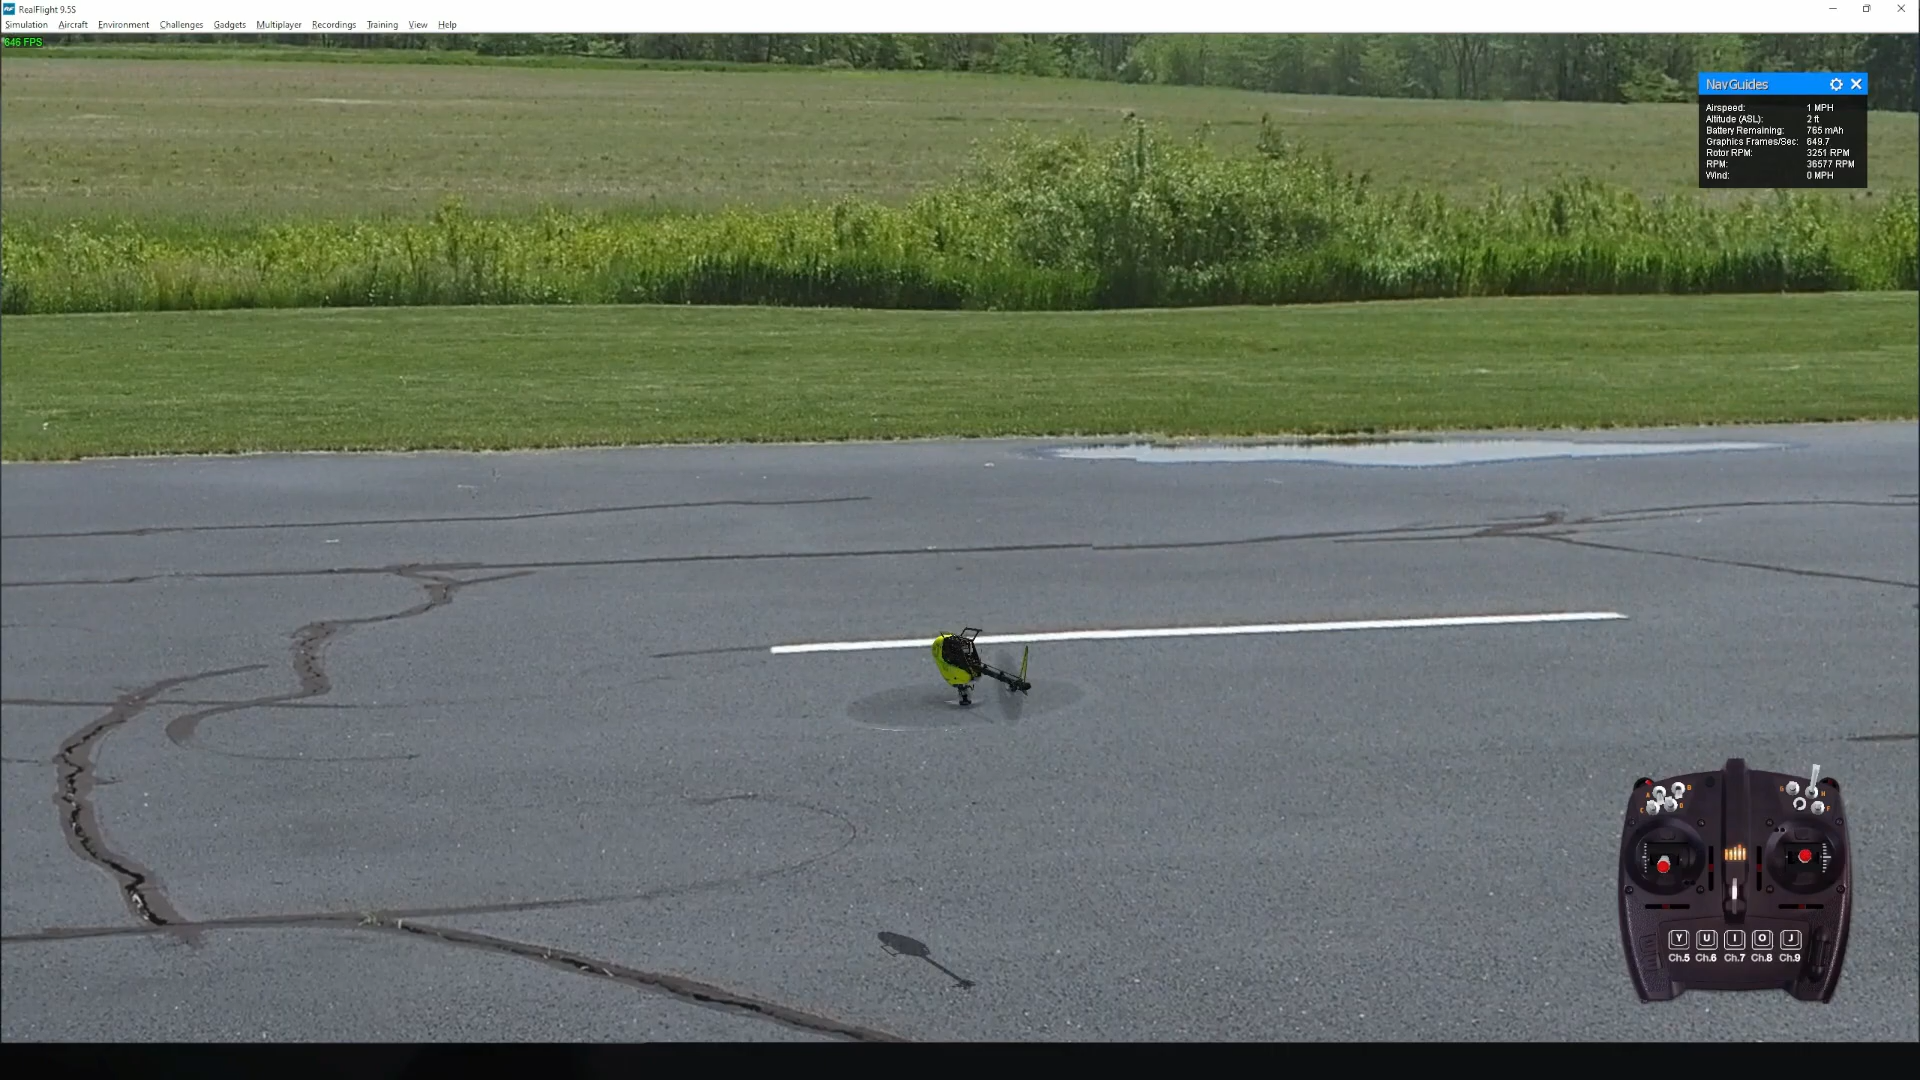 RealFlight 9.5S
Simulation Aircraft Environment Challenges Gadgets Multiplayer Recordings Training View Help
646 FPS
NavGuides
Airspeed: 1 MPH
Altitude (ASL): 2 ft
Battery Remaining: 765 mAh
Graphics Frames/Sec: 649.7
Rotor RPM: 3251 RPM
RPM: 36577 RPM
Wind: 0 MPH
Y U I O J
Ch.5 Ch.6 Ch.7 Ch.8 Ch.9